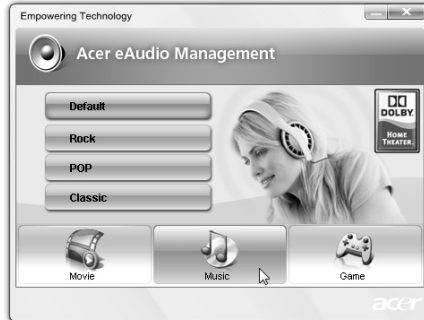 Empowering Technology
Acer eAudio Management
Default
Rock
POP
Classic
DOLBY.
HOME
THEATER.
Movie
Music
Game
acer